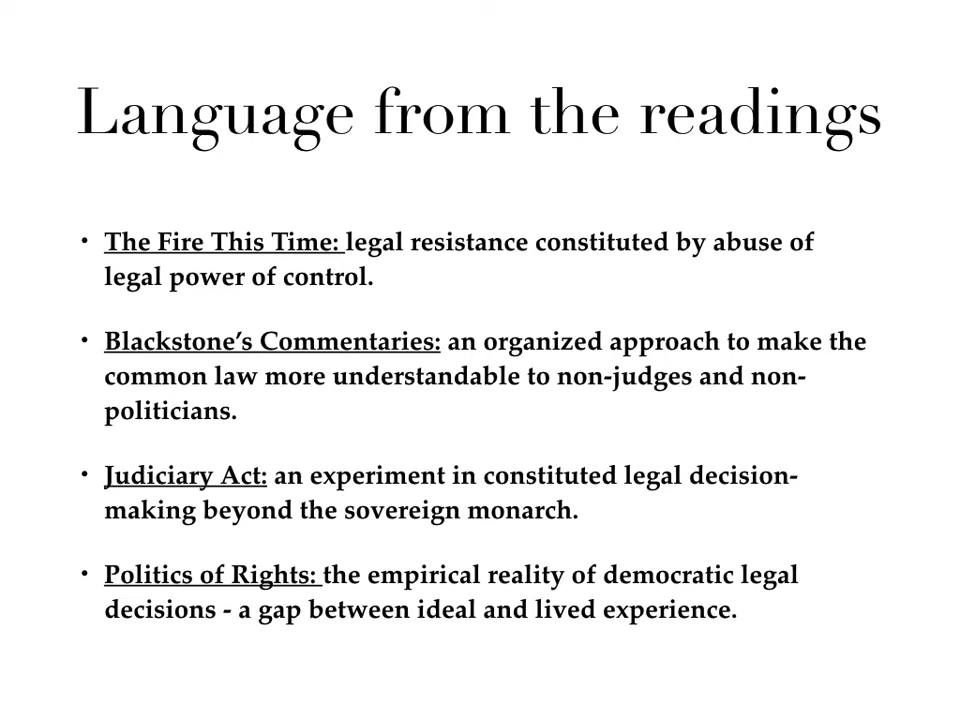 Language from the readings
• The Fire This Time: legal resistance constituted by abuse of
legal power of control.
• Blackstone’s Commentaries: an organized approach to make the
common law more understandable to non-judges and non-
politicians.
• Judiciary Act: an experiment in constituted legal decision-
making beyond the sovereign monarch.
• Politics of Rights: the empirical reality of democratic legal
decisions - a gap between ideal and lived experience.